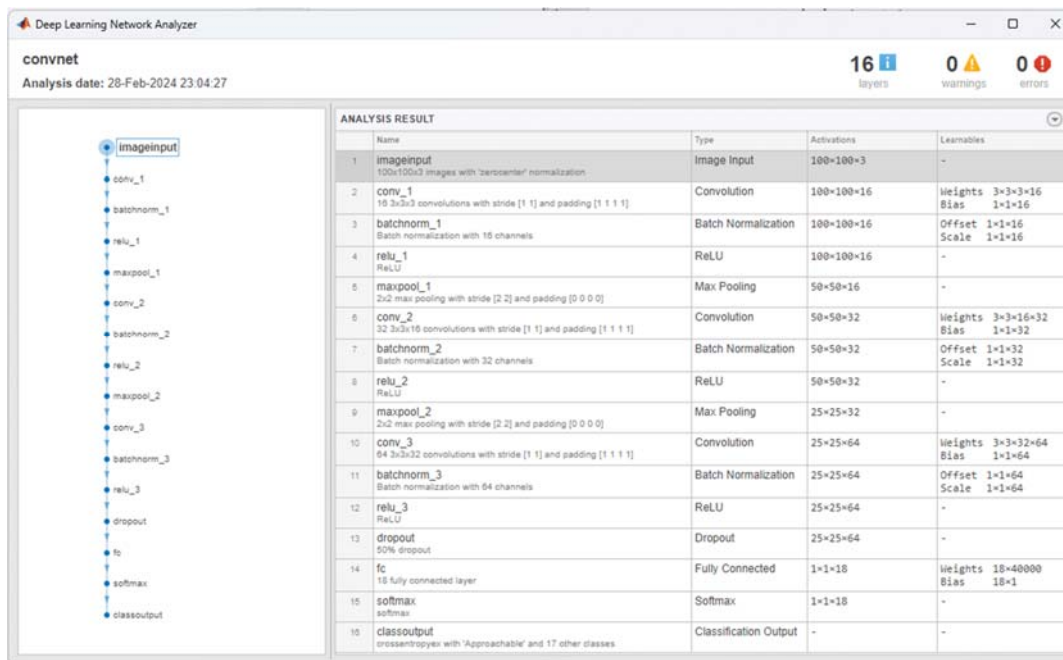 Deep Learning Network Analyzer
convnet
Analysis date: 28-Feb-2024 23:04:27
16 i
layers
0
warnings
0
errors
imageinput
conv_1
batchnorm_1
relu_1
maxpool_1
conv_2
batchnorm_2
relu_2
maxpool_2
conv_3
batchnorm_3
relu_3
dropout
fc
softmax
classoutput
ANALYSIS RESULT
Name Type Activations Learnables
1 imageinput Image Input 100×100×3 -
100x100x3 images with 'zerocenter' normalization
2 conv_1 Convolution 100×100×16 Weights 3×3×3×16
16 3x3x3 convolutions with stride [1 1] and padding [1 1 1 1] Bias 1×1×16
3 batchnorm_1 Batch Normalization 100×100×16 Offset 1×1×16
Batch normalization with 16 channels Scale 1×1×16
4 relu_1 ReLU 100×100×16 -
ReLU
5 maxpool_1 Max Pooling 50×50×16 -
2x2 max pooling with stride [2 2] and padding [0 0 0 0]
6 conv_2 Convolution 50×50×32 Weights 3×3×16×32
32 3x3x16 convolutions with stride [1 1] and padding [1 1 1 1] Bias 1×1×32
7 batchnorm_2 Batch Normalization 50×50×32 Offset 1×1×32
Batch normalization with 32 channels Scale 1×1×32
8 relu_2 ReLU 50×50×32 -
ReLU
9 maxpool_2 Max Pooling 25×25×32 -
2x2 max pooling with stride [2 2] and padding [0 0 0 0]
10 conv_3 Convolution 25×25×64 Weights 3×3×32×64
64 3x3x32 convolutions with stride [1 1] and padding [1 1 1 1] Bias 1×1×64
11 batchnorm_3 Batch Normalization 25×25×64 Offset 1×1×64
Batch normalization with 64 channels Scale 1×1×64
12 relu_3 ReLU 25×25×64 -
ReLU
13 dropout Dropout 25×25×64 -
50% dropout
14 fc Fully Connected 1×1×18 Weights 18×40000
18 fully connected layer Bias 18×1
15 softmax Softmax 1×1×18 -
softmax
16 classoutput Classification Output - -
crossentropyex with 'Approachable' and 17 other classes